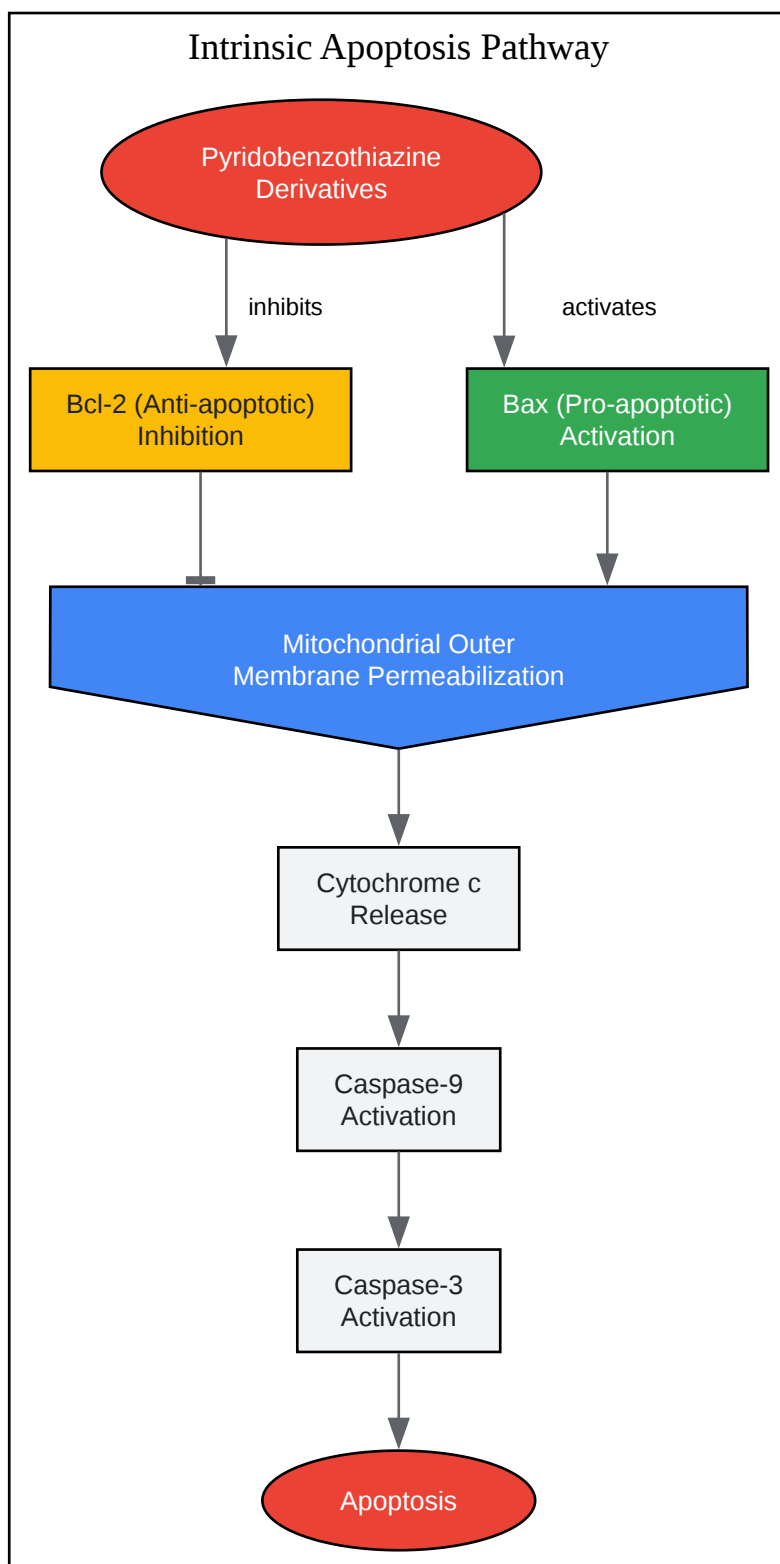 Intrinsic Apoptosis Pathway
Pyridobenzothiazine
Derivatives
inhibits
activates
Bcl-2 (Anti-apoptotic)
Inhibition
Bax (Pro-apoptotic)
Activation
Mitochondrial Outer
Membrane Permeabilization
Cytochrome c
Release
Caspase-9
Activation
Caspase-3
Activation
Apoptosis